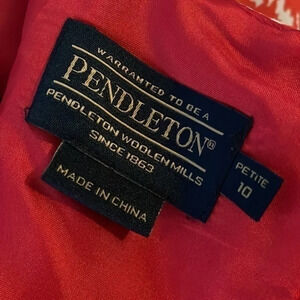 WARRANTED TO BE A
PENDLETON®
PENDLETON WOOLEN MILLS
SINCE 1863
PETITE
10
MADE IN CHINA